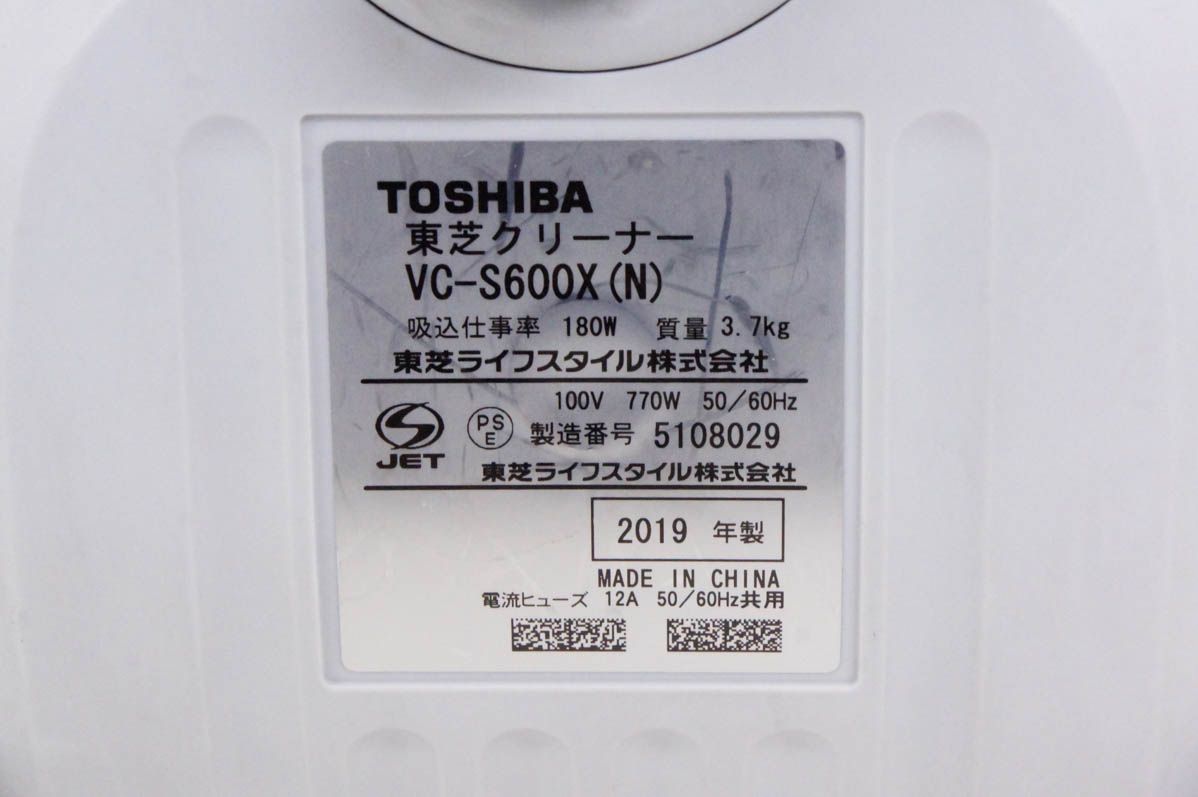 TOSHIBA
東芝クリーナー
VC-S600X(N)
吸込仕事率 180W 質量 3.7kg
東芝ライフスタイル株式会社
100V 770W 50/60Hz
JET PSE 製造番号 5108029
東芝ライフスタイル株式会社
2019 年製
MADE IN CHINA
電流ヒューズ 12A 50/60Hz共用